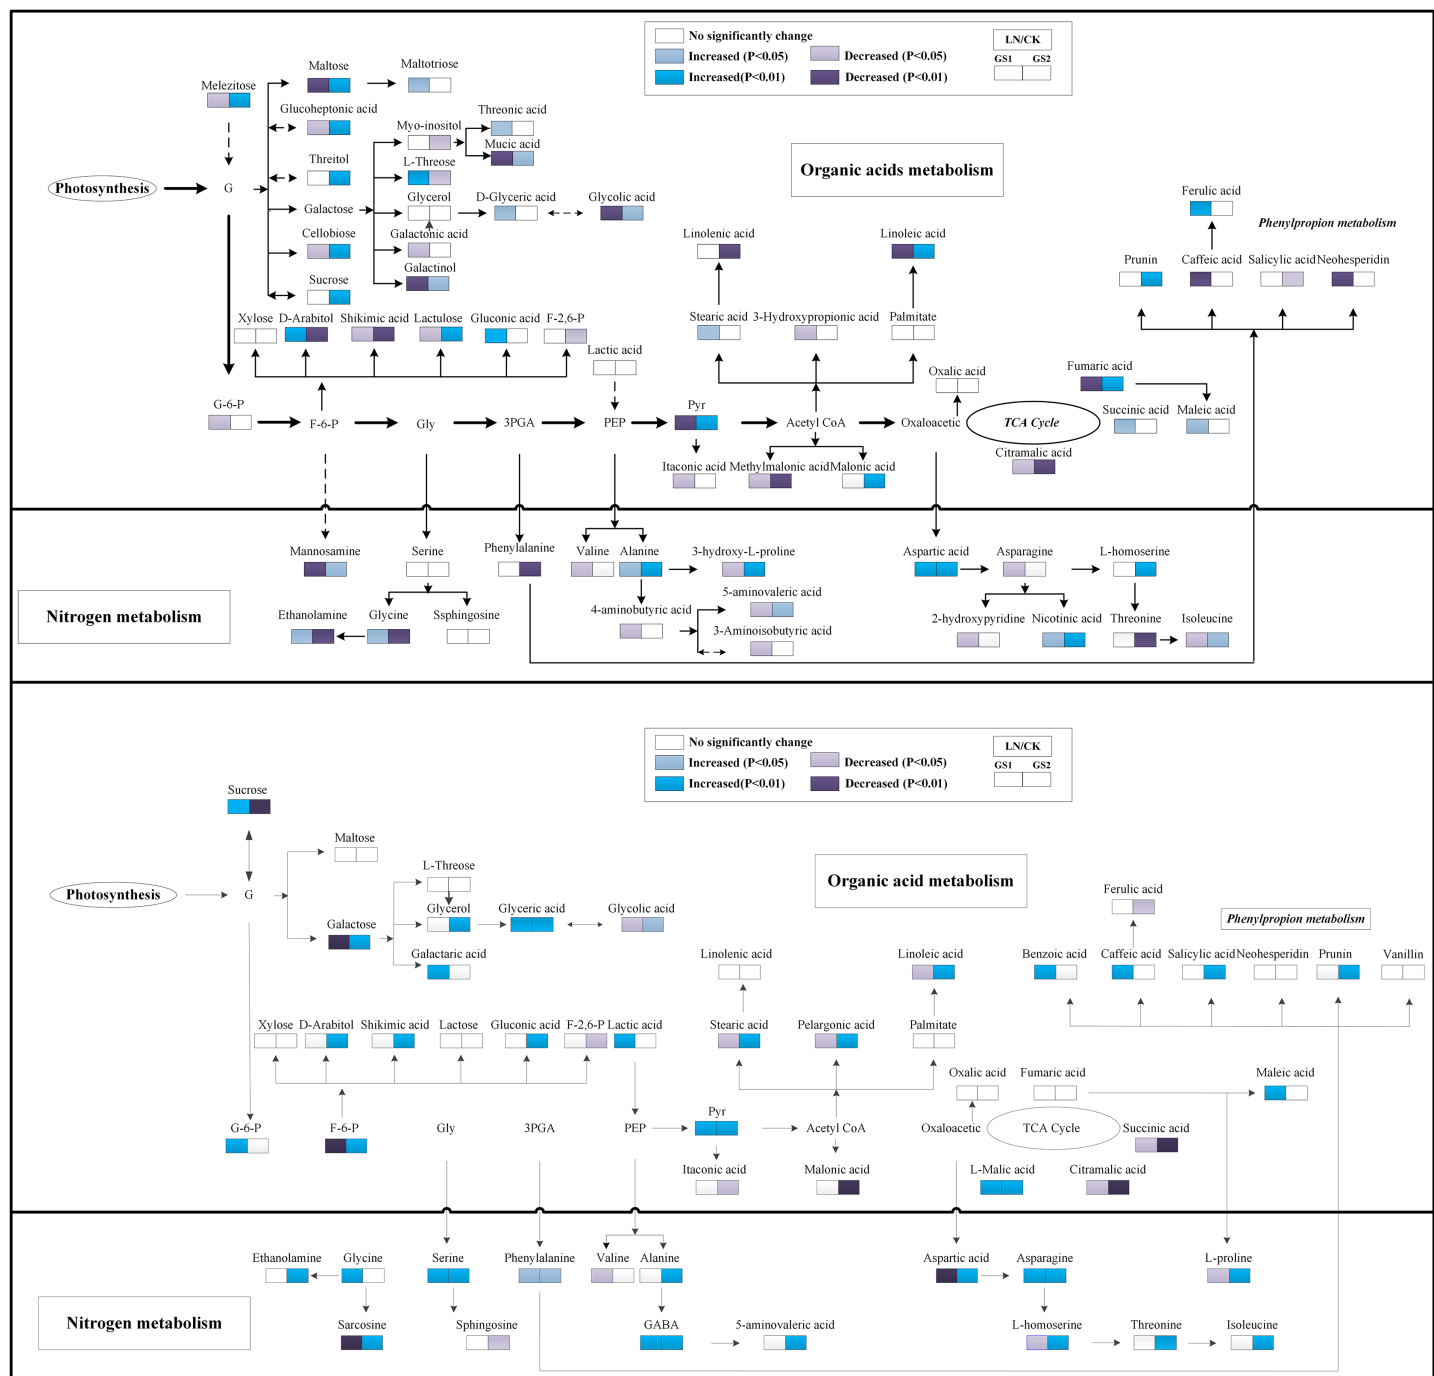 No significantly change
LN/CK
Increased (P<0.05)
Decreased (P<0.05)
GS1
GS2
Increased(P<0.01)
Decreased (P<0.01)
Maltose
Maltotriose
Melezitose
Glucoheptonic acid
Threonic acid
Myo-inositol
Mucic acid
Threitol
L-Threose
Organic acids metabolism
Photosynthesis
G
Galactose
Glycerol
D-Glyceric acid
Glycolic acid
Ferulic acid
Phenylpropion metabolism
Cellobiose
Galactonic acid
Linolenic acid
Linoleic acid
Prunin
Caffeic acid
Salicylic acid
Neohesperidin
Galactinol
Sucrose
Xylose
D-Arabitol
Shikimic acid
Lactulose
Gluconic acid
F-2,6-P
Stearic acid
3-Hydroxypropionic acid
Palmitate
Lactic acid
Oxalic acid
Fumaric acid
G-6-P
F-6-P
Gly
3PGA
PEP
Pyr
Acetyl CoA
Oxaloacetic
TCA Cycle
Succinic acid
Maleic acid
Itaconic acid
Methylmalonic acid
Malonic acid
Citramalic acid
Mannosamine
Serine
Phenylalanine
Valine
Alanine
3-hydroxy-L-proline
Aspartic acid
Asparagine
L-homoserine
Nitrogen metabolism
Ethanolamine
Glycine
Ssphingosine
4-aminobutyric acid
5-aminovaleric acid
3-Aminoisobutyric acid
2-hydroxypyridine
Nicotinic acid
Threonine
Isoleucine
No significantly change
LN/CK
Increased (P<0.05)
Decreased (P<0.05)
GS1
GS2
Increased(P<0.01)
Decreased (P<0.01)
Sucrose
Maltose
L-Threose
Organic acid metabolism
Photosynthesis
G
Ferulic acid
Galactose
Glycerol
Glyceric acid
Glycolic acid
Phenylpropion metabolism
Galactaric acid
Linolenic acid
Linoleic acid
Benzoic acid
Caffeic acid
Salicylic acid
Neohesperidin
Prunin
Vanillin
Xylose
D-Arabitol
Shikimic acid
Lactose
Gluconic acid
F-2,6-P
Lactic acid
Stearic acid
Pelargonic acid
Palmitate
Oxalic acid
Fumaric acid
Maleic acid
G-6-P
F-6-P
Gly
3PGA
PEP
Pyr
Acetyl CoA
Oxaloacetic
TCA Cycle
Succinic acid
Itaconic acid
Malonic acid
L-Malic acid
Citramalic acid
Ethanolamine
Glycine
Serine
Phenylalanine
Valine
Alanine
Aspartic acid
Asparagine
L-proline
Nitrogen metabolism
Sarcosine
Sphingosine
GABA
5-aminovaleric acid
L-homoserine
Threonine
Isoleucine